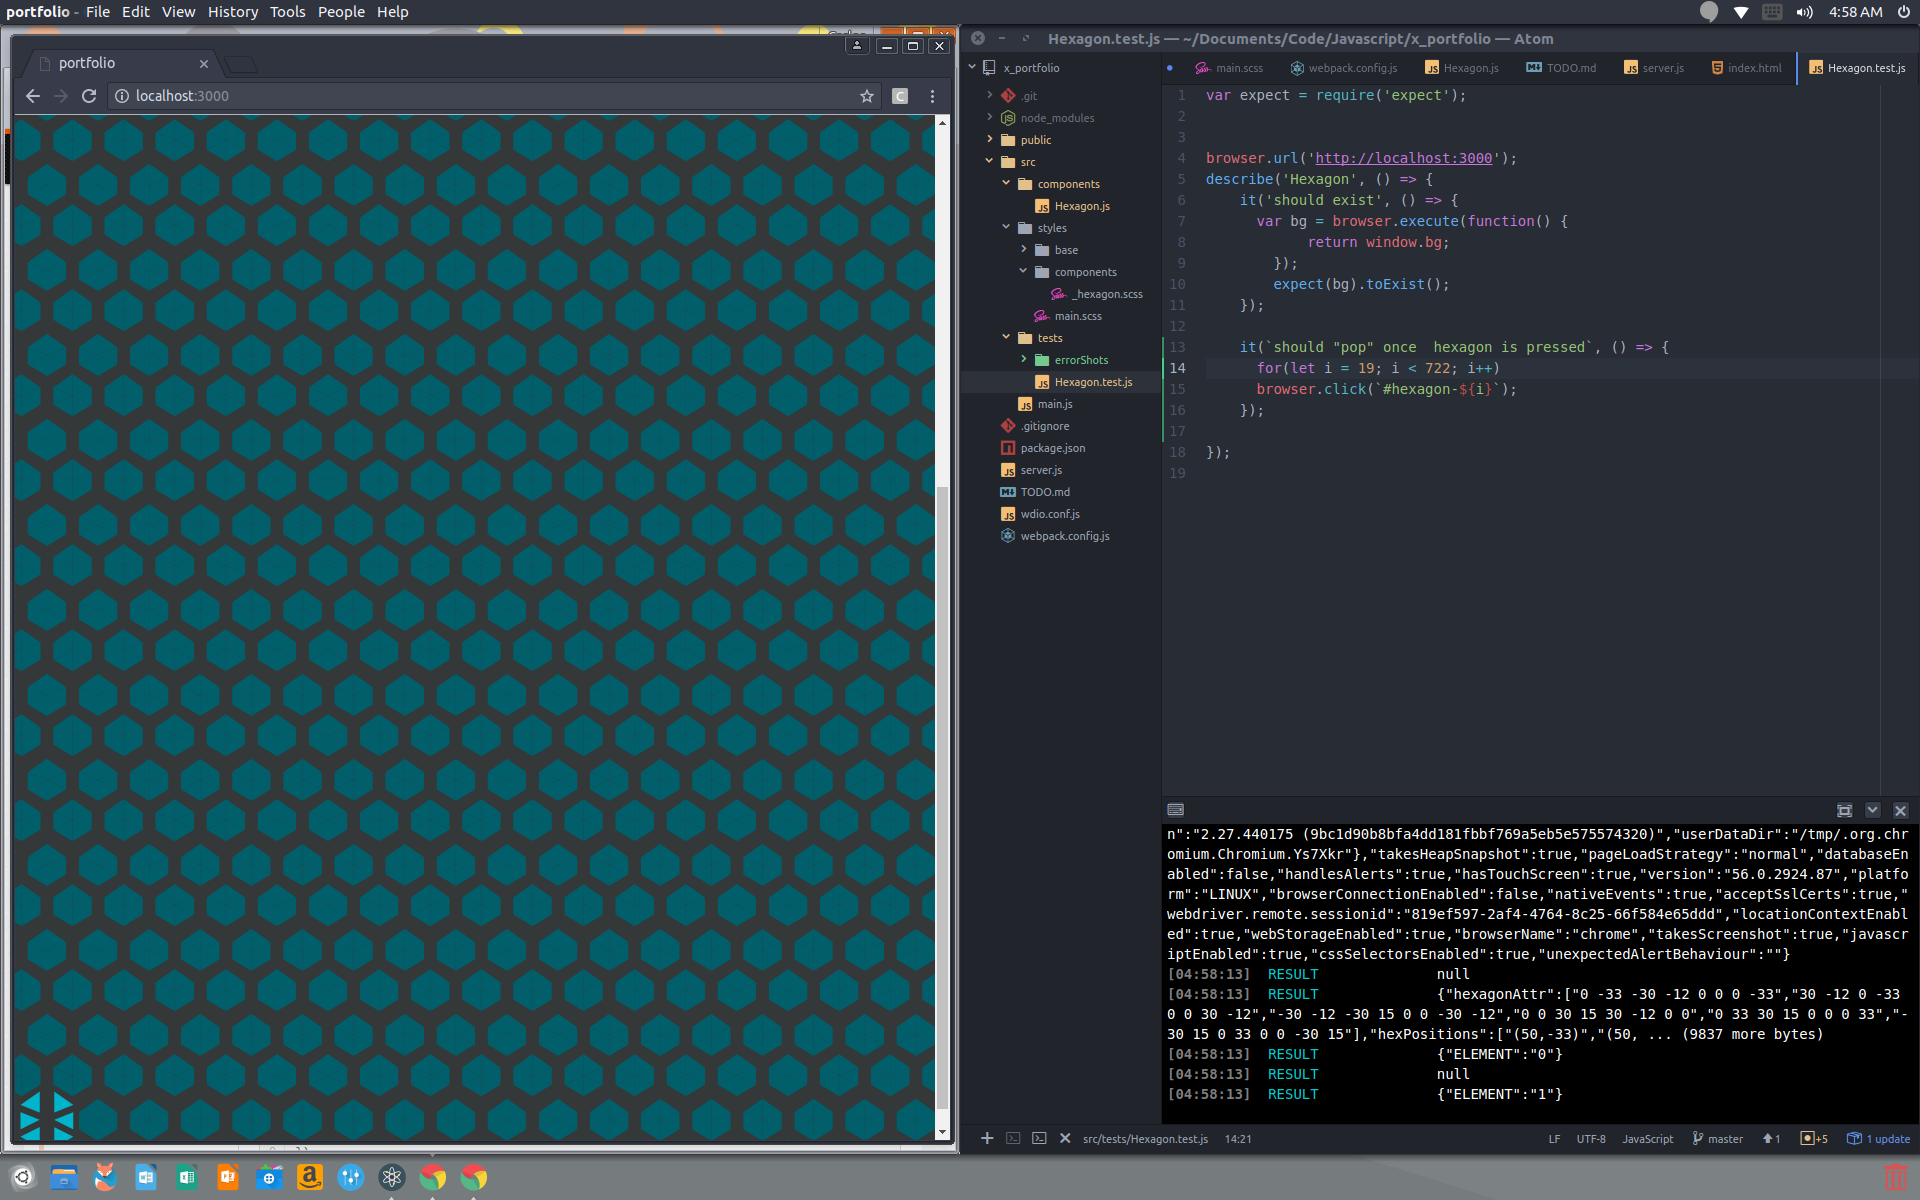 portfolio - File Edit View History Tools People Help
4:58 AM
portfolio
localhost:3000
C
Hexagon.test.js — ~/Documents/Code/Javascript/x_portfolio — Atom
x_portfolio
.git
node_modules
public
src
components
Hexagon.js
styles
base
components
_hexagon.scss
main.scss
tests
errorShots
Hexagon.test.js
main.js
.gitignore
package.json
server.js
TODO.md
wdio.conf.js
webpack.config.js
main.scss webpack.config.js Hexagon.js TODO.md server.js index.html Hexagon.test.js
1 var expect = require('expect');
2
3
4 browser.url('http://localhost:3000');
5 describe('Hexagon', () => {
6 it('should exist', () => {
7 var bg = browser.execute(function() {
8 return window.bg;
9 });
10 expect(bg).toExist();
11 });
12
13 it(`should "pop" once  hexagon is pressed`, () => {
14 for(let i = 19; i < 722; i++)
15 browser.click(`#hexagon-${i}`);
16 });
17
18 });
19
n":"2.27.440175 (9bc1d90b8bfa4dd181fbbf769a5eb5e575574320)","userDataDir":"/tmp/.org.chr
omium.Chromium.Ys7Xkr"},"takesHeapSnapshot":true,"pageLoadStrategy":"normal","databaseEn
abled":false,"handlesAlerts":true,"hasTouchScreen":true,"version":"56.0.2924.87","platfo
rm":"LINUX","browserConnectionEnabled":false,"nativeEvents":true,"acceptSslCerts":true,"
webdriver.remote.sessionid":"819ef597-2af4-4764-8c25-66f584e65ddd","locationContextEnabl
ed":true,"webStorageEnabled":true,"browserName":"chrome","takesScreenshot":true,"javascr
iptEnabled":true,"cssSelectorsEnabled":true,"unexpectedAlertBehaviour":""}
[04:58:13] RESULT null
[04:58:13] RESULT {"hexagonAttr":["0 -33 -30 -12 0 0 0 -33","30 -12 0 -33
0 0 30 -12","-30 -12 -30 15 0 0 -30 -12","0 0 30 15 30 -12 0 0","0 33 30 15 0 0 0 33","-
30 15 0 33 0 0 -30 15"],"hexPositions":["(50,-33)","(50, ... (9837 more bytes)
[04:58:13] RESULT {"ELEMENT":"0"}
[04:58:13] RESULT null
[04:58:13] RESULT {"ELEMENT":"1"}
src/tests/Hexagon.test.js 14:21 LF UTF-8 JavaScript master 1 +5 1 update